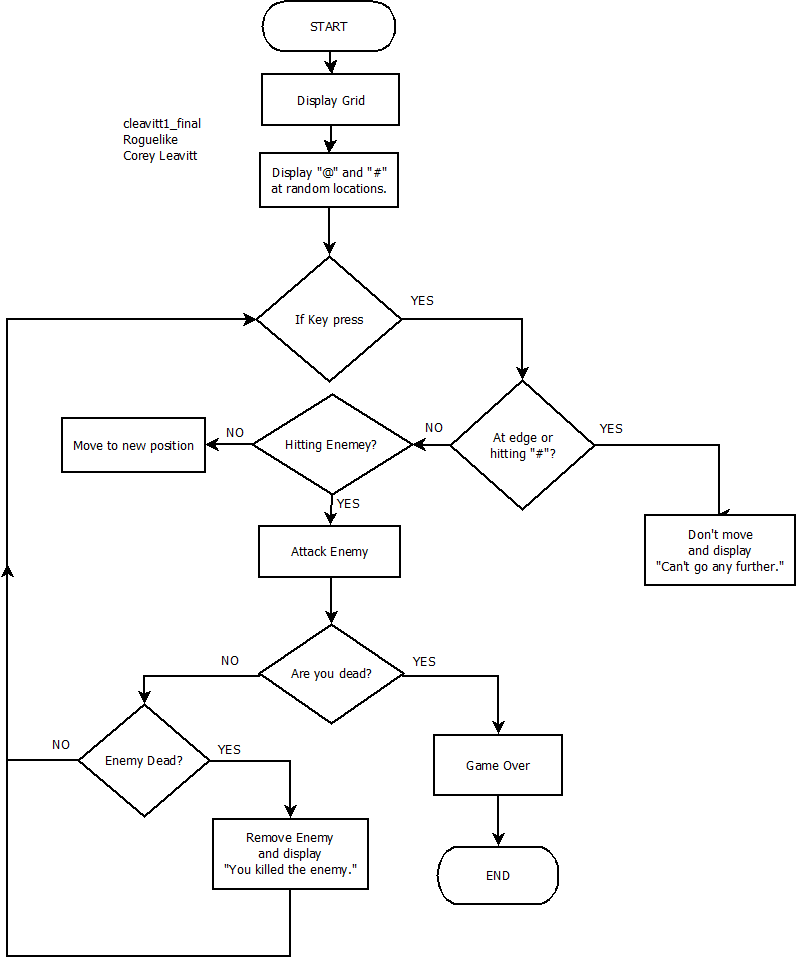 START
Display Grid
cleavitt1_final
Roguelike
Corey Leavitt
Display "@" and "#"
at random locations.
If Key press
YES
At edge or
hitting "#"?
NO
YES
Hitting Enemey?
NO
YES
Move to new position
Don't move
and display
"Can't go any further."
Attack Enemy
Are you dead?
NO
YES
Enemy Dead?
NO
YES
Game Over
Remove Enemy
and display
"You killed the enemy."
END